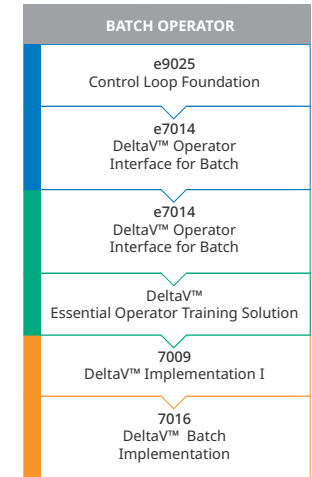 BATCH OPERATOR
e9025
Control Loop Foundation
e7014
DeltaV™ Operator
Interface for Batch
e7014
DeltaV™ Operator
Interface for Batch
DeltaV™
Essential Operator Training Solution
7009
DeltaV™ Implementation I
7016
DeltaV™ Batch
Implementation